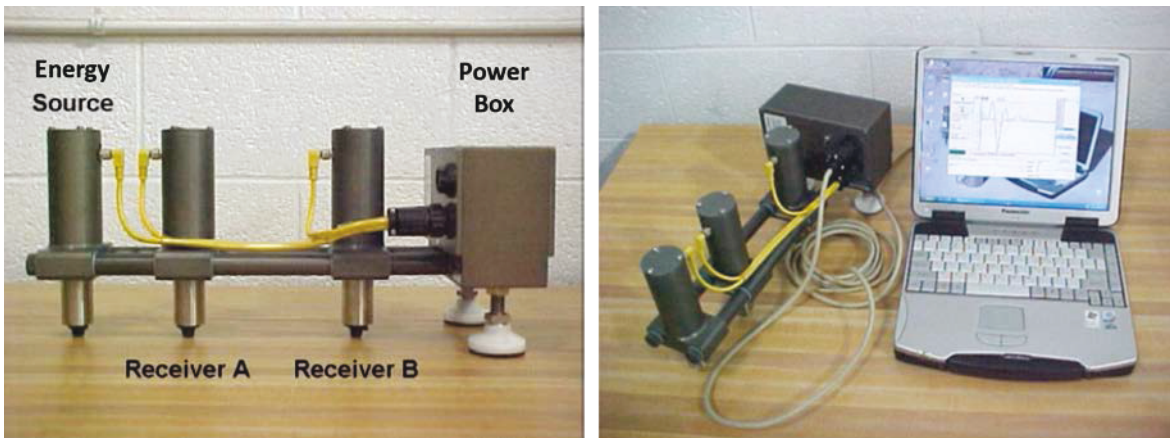 Energy
Source
Power
Box
Receiver A
Receiver B
Panasonic